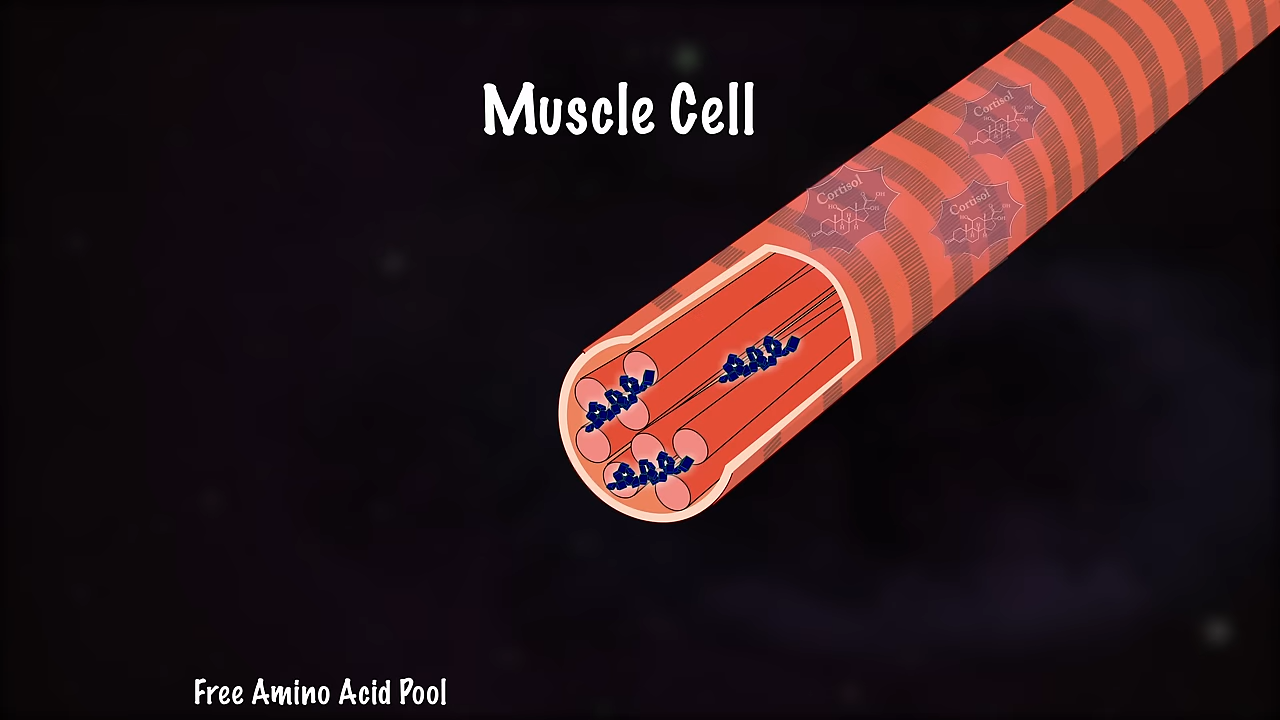 Muscle Cell
Cortisol
Cortisol
Cortisol
Free Amino Acid Pool